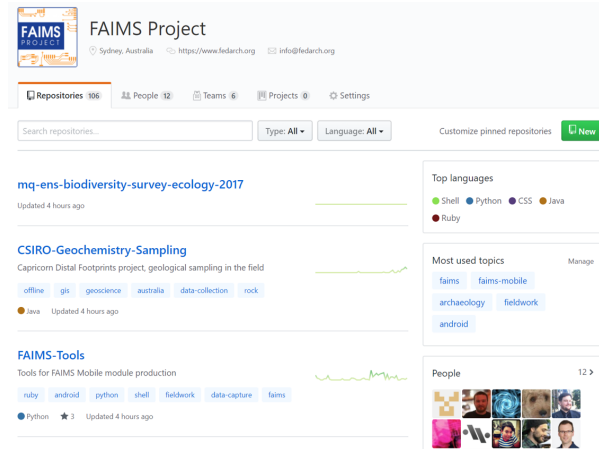 FAIMS
PROJECT
FAIMS Project
Sydney, Australia https://www.fedarch.org info@fedarch.org
Repositories 106 People 12 Teams 6 Projects 0 Settings
Search repositories... Type: All Language: All Customize pinned repositories New
mq-ens-biodiversity-survey-ecology-2017
Updated 4 hours ago
CSIRO-Geochemistry-Sampling
Capricorn Distal Footprints project, geological sampling in the field
offline gis geoscience australia data-collection rock
Java Updated 4 hours ago
FAIMS-Tools
Tools for FAIMS Mobile module production
ruby android python shell fieldwork data-capture faims
Python 3 Updated 4 hours ago
Top languages
Shell Python CSS Java
Ruby
Most used topics Manage
faims faims-mobile
archaeology fieldwork
android
People 12